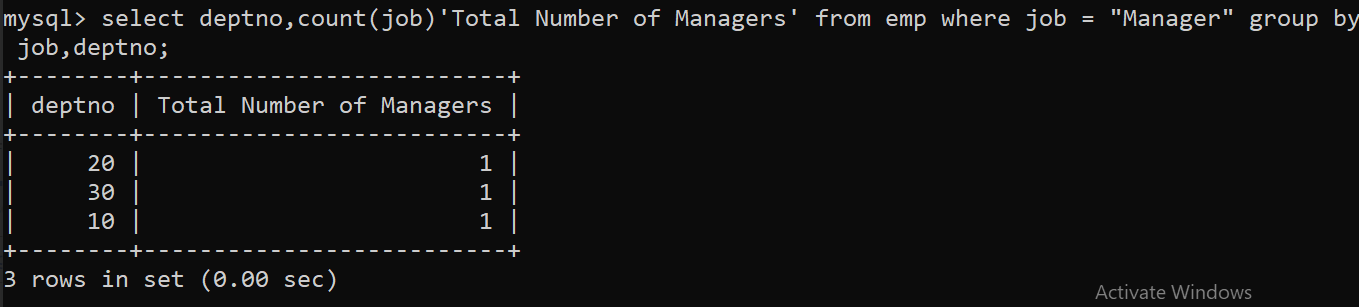 mysql> select deptno,count(job)'Total Number of Managers' from emp where job = "Manager" group by
 job,deptno;
+--------+--------------------------+
| deptno | Total Number of Managers |
+--------+--------------------------+
|     20 |                        1 |
|     30 |                        1 |
|     10 |                        1 |
+--------+--------------------------+
3 rows in set (0.00 sec)
Activate Windows